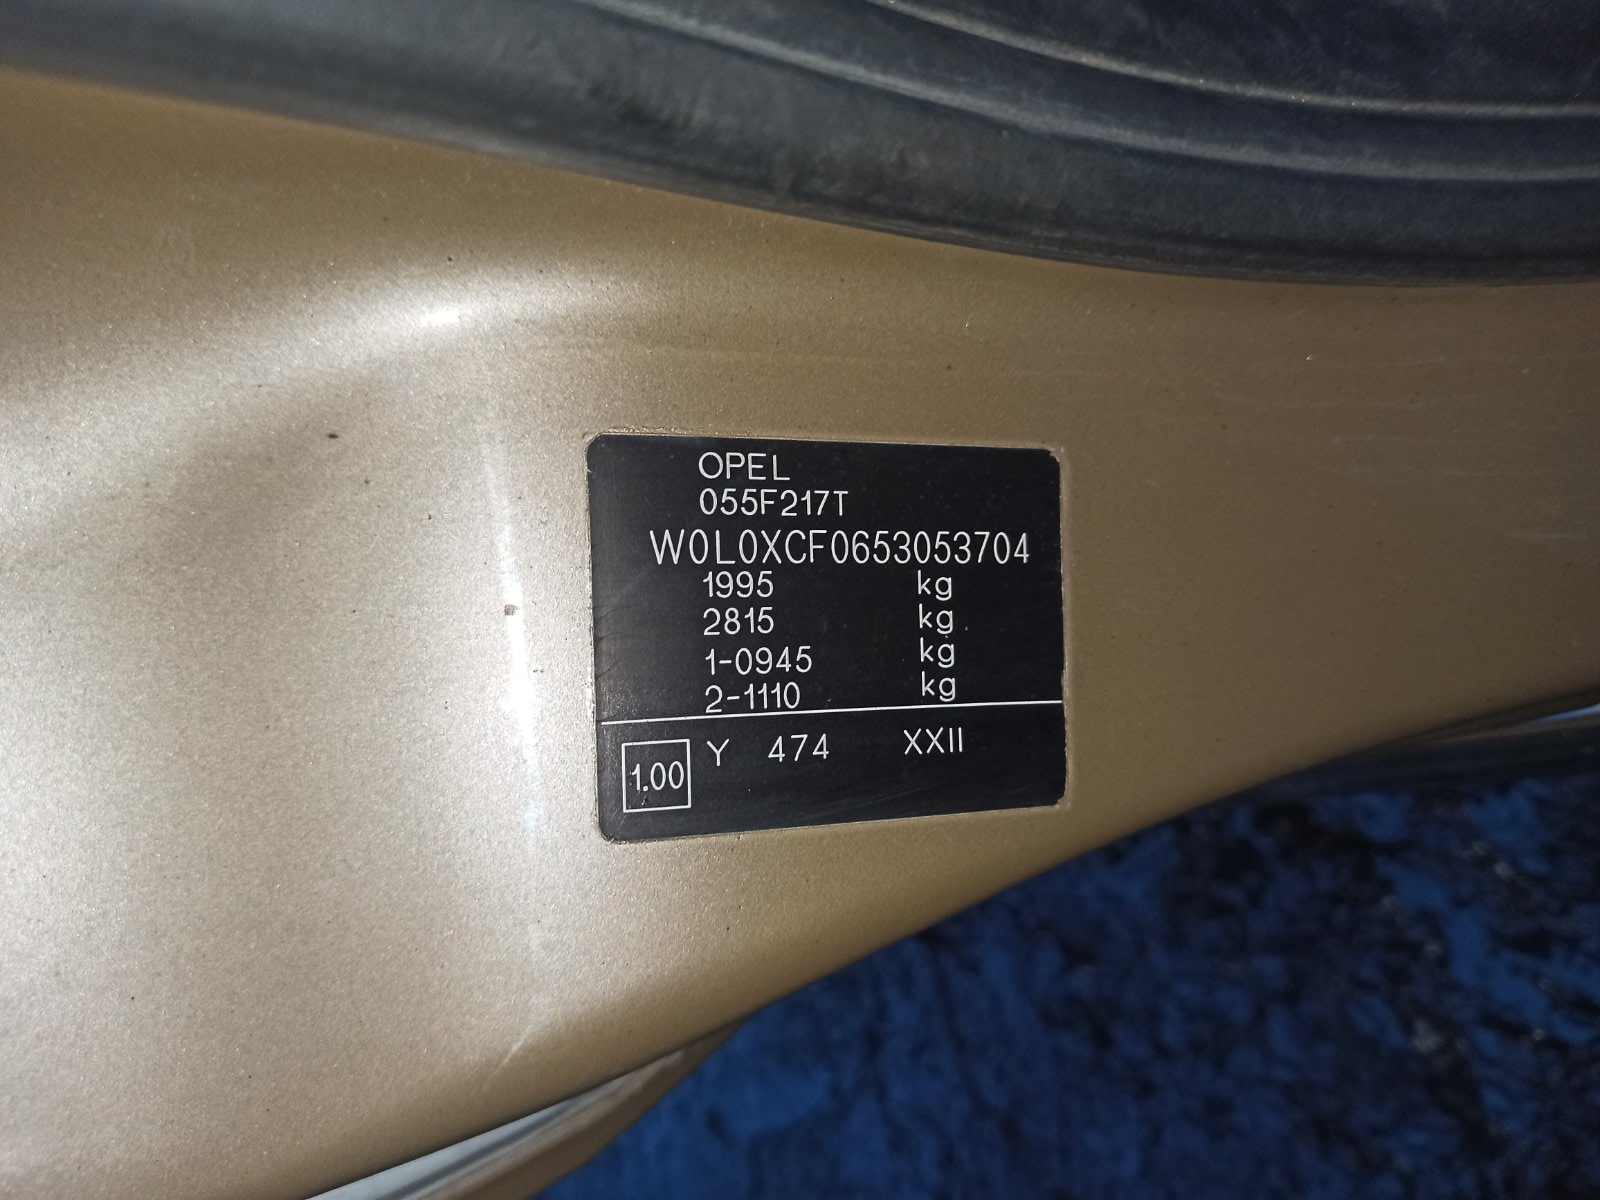 OPEL
055F217T
W0L0XCF0653053704
1995 kg
2815 kg
1-0945 kg
2-1110 kg
1.00 Y 474 XXII